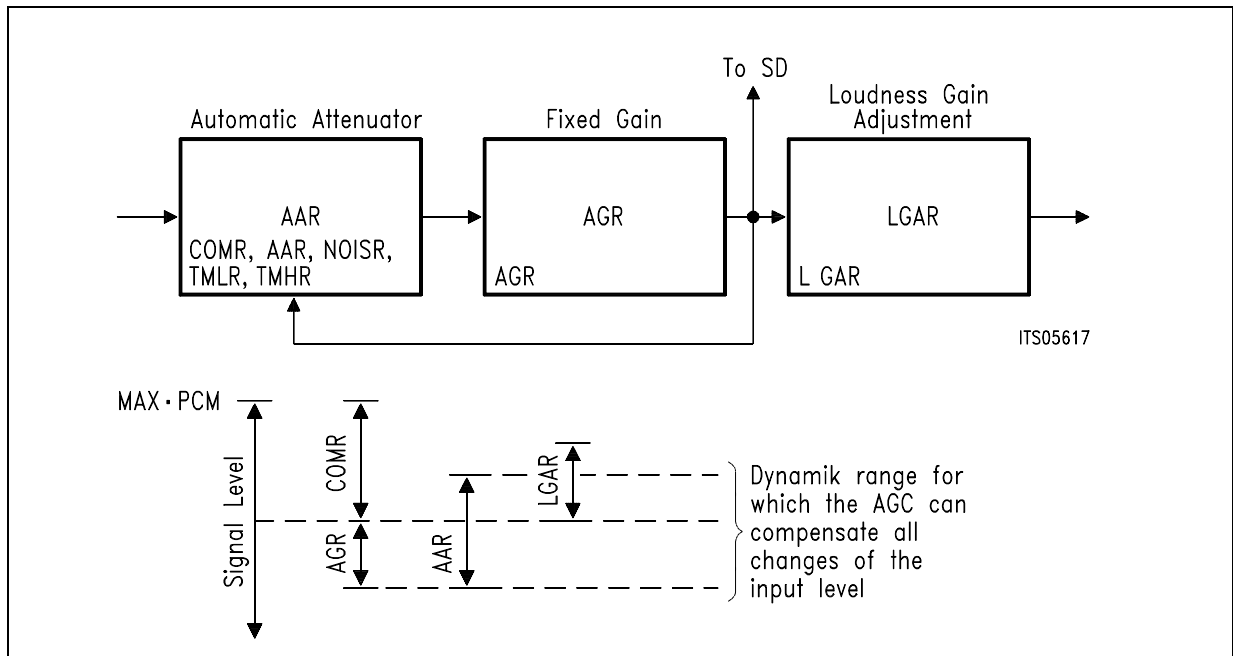 To SD
Automatic Attenuator
Fixed Gain
Loudness Gain
Adjustment
AAR
COMR, AAR, NOISR,
TMLR, TMHR
AGR
AGR
LGAR
L GAR
ITS05617
MAX·PCM
Signal Level
COMR
AGR
AAR
LGAR
Dynamik range for
which the AGC can
compensate all
changes of the
input level